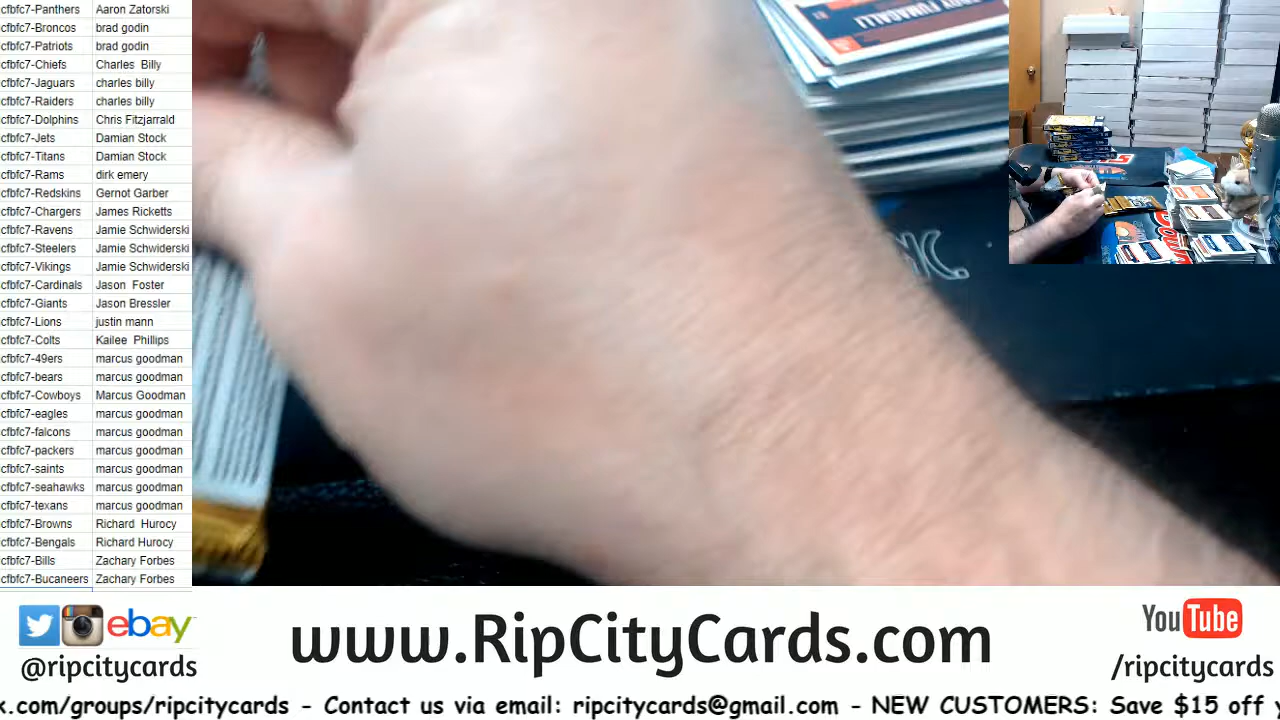 cfbfc7-Panthers Aaron Zatorski
cfbfc7-Broncos brad godin
cfbfc7-Patriots brad godin
cfbfc7-Chiefs Charles Billy
cfbfc7-Jaguars charles billy
cfbfc7-Raiders charles billy
cfbfc7-Dolphins Chris Fitzjarrald
cfbfc7-Jets Damian Stock
cfbfc7-Titans Damian Stock
cfbfc7-Rams dirk emery
cfbfc7-Redskins Gernot Garber
cfbfc7-Chargers James Ricketts
cfbfc7-Ravens Jamie Schwiderski
cfbfc7-Steelers Jamie Schwiderski
cfbfc7-Vikings Jamie Schwiderski
cfbfc7-Cardinals Jason Foster
cfbfc7-Giants Jason Bressler
cfbfc7-Lions justin mann
cfbfc7-Colts Kailee Phillips
cfbfc7-49ers marcus goodman
cfbfc7-bears marcus goodman
cfbfc7-Cowboys Marcus Goodman
cfbfc7-eagles marcus goodman
cfbfc7-falcons marcus goodman
cfbfc7-packers marcus goodman
cfbfc7-saints marcus goodman
cfbfc7-seahawks marcus goodman
cfbfc7-texans marcus goodman
cfbfc7-Browns Richard Hurocy
cfbfc7-Bengals Richard Hurocy
cfbfc7-Bills Zachary Forbes
cfbfc7-Bucaneers Zachary Forbes
FUMAGALLI
ebay
@ripcitycards
www.RipCityCards.com
YouTube
/ripcitycards
k.com/groups/ripcitycards - Contact us via email: ripcitycards@gmail.com - NEW CUSTOMERS: Save $15 off y